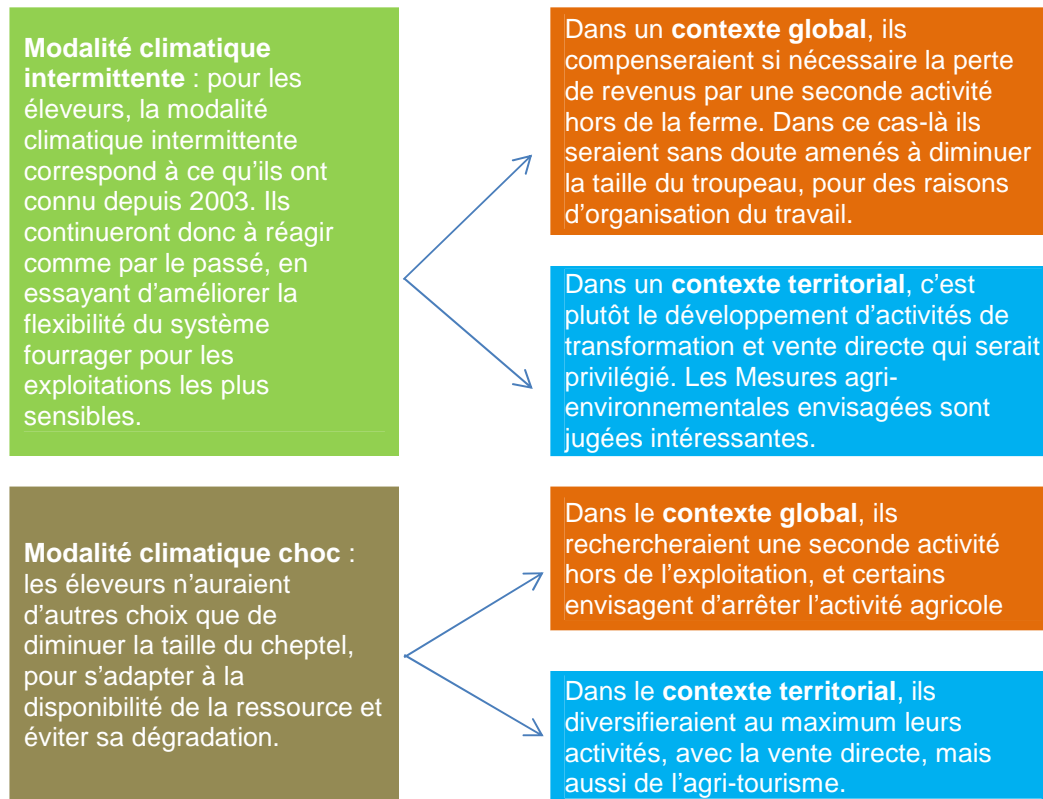 Modalité climatique
intermittente : pour les
éleveurs, la modalité
climatique intermittente
correspond à ce qu'ils ont
connu depuis 2003. Ils
continueront donc à réagir
comme par le passé, en
essayant d'améliorer la
flexibilité du système
fourrager pour les
exploitations les plus
sensibles.
Dans un contexte global, ils
compenseraient si nécessaire la perte
de revenus par une seconde activité
hors de la ferme. Dans ce cas-là ils
seraient sans doute amenés à diminuer
la taille du troupeau, pour des raisons
d'organisation du travail.
Dans un contexte territorial, c'est
plutôt le développement d'activités de
transformation et vente directe qui serait
privilégié. Les Mesures agri-
environnementales envisagées sont
jugées intéressantes.
Modalité climatique choc :
les éleveurs n'auraient
d'autres choix que de
diminuer la taille du cheptel,
pour s'adapter à la
disponibilité de la ressource et
éviter sa dégradation.
Dans le contexte global, ils
rechercheraient une seconde activité
hors de l'exploitation, et certains
envisagent d'arrêter l'activité agricole
Dans le contexte territorial, ils
diversifieraient au maximum leurs
activités, avec la vente directe, mais
aussi de l'agri-tourisme.